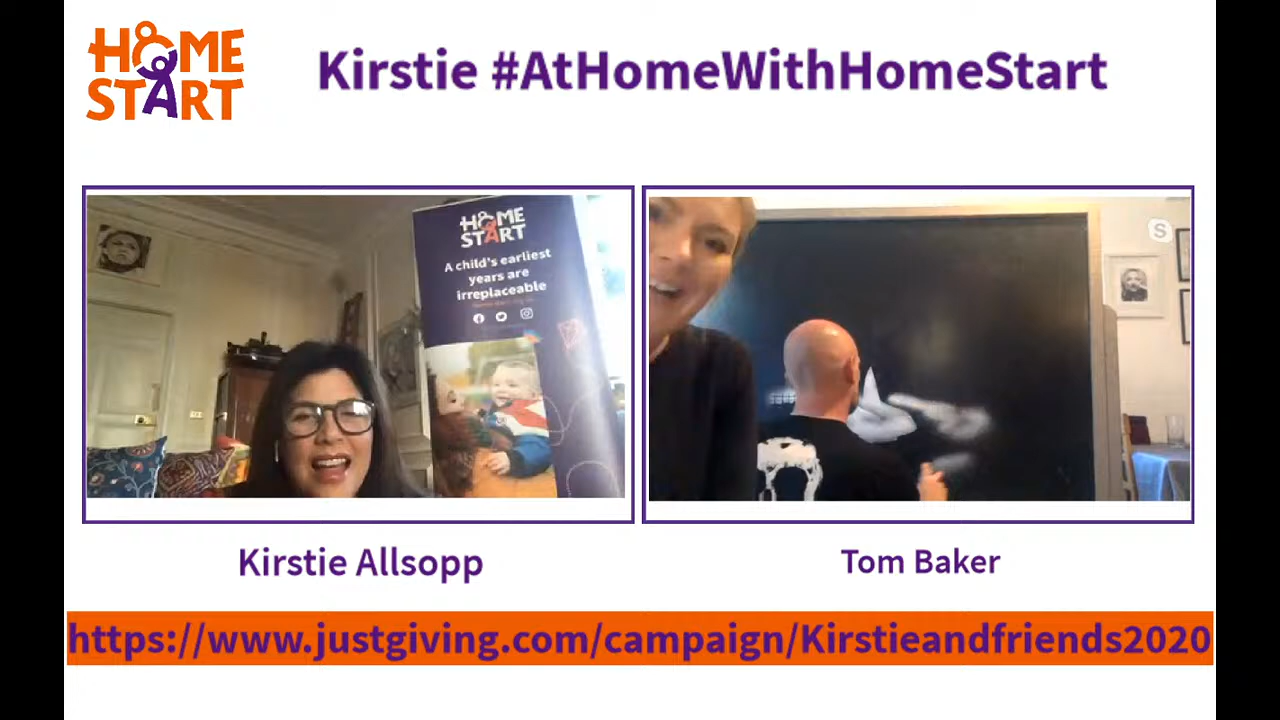 HOME
START
Kirstie #AtHomeWithHomeStart
HOME
START
A child's earliest
years are
irreplaceable
S
Kirstie Allsopp
Tom Baker
https://www.justgiving.com/campaign/Kirstieandfriends2020